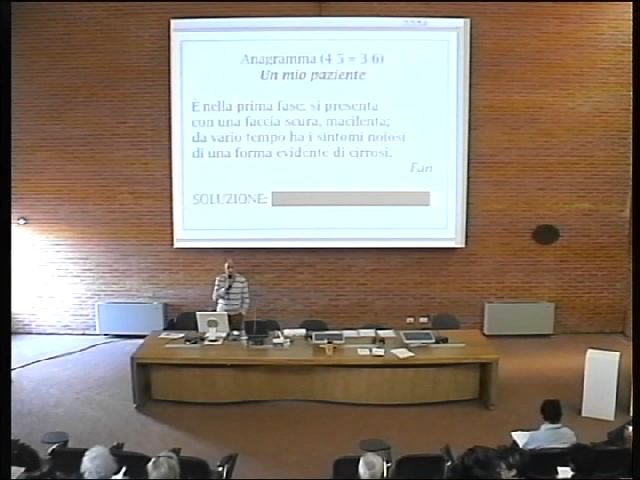 Anagramma (4 5 = 3 6)
Un mio paziente
È nella prima fase: si presenta
con una faccia scura, macilenta;
da vario tempo ha i sintomi noiosi
di una forma evidente di cirrosi.
Fan
SOLUZIONE: